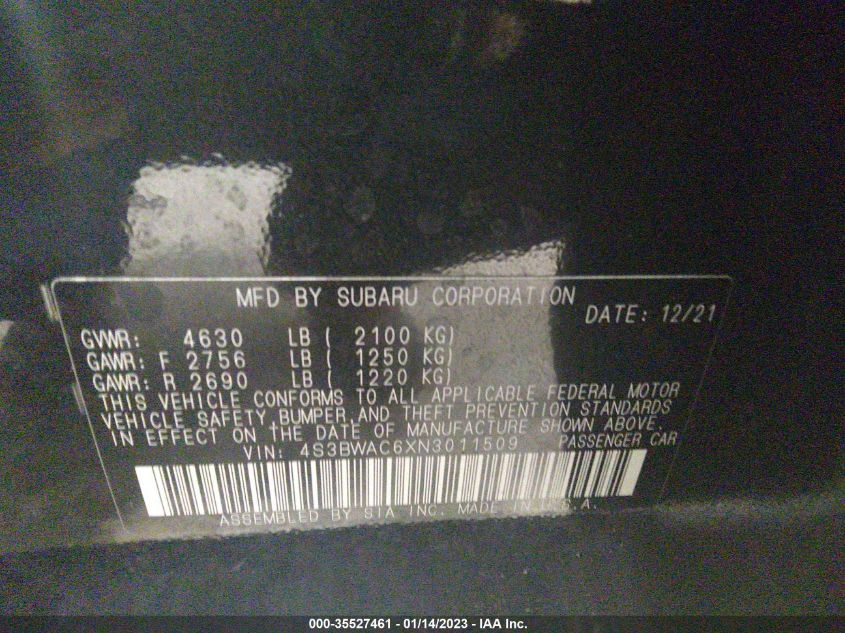 MFD BY SUBARU CORPORATION
DATE: 12/21
GVWR: 4630 LB ( 2100 KG)
GAWR: F 2756 LB ( 1250 KG)
GAWR: R 2690 LB ( 1220 KG)
THIS VEHICLE CONFORMS TO ALL APPLICABLE FEDERAL MOTOR
VEHICLE SAFETY, BUMPER, AND THEFT PREVENTION STANDARDS
IN EFFECT ON THE DATE OF MANUFACTURE SHOWN ABOVE.
VIN: 4S3BWAC6XN3011509 PASSENGER CAR
ASSEMBLED BY SIA INC. MADE IN U.S.A.
000-35527461 - 01/14/2023 - IAA Inc.